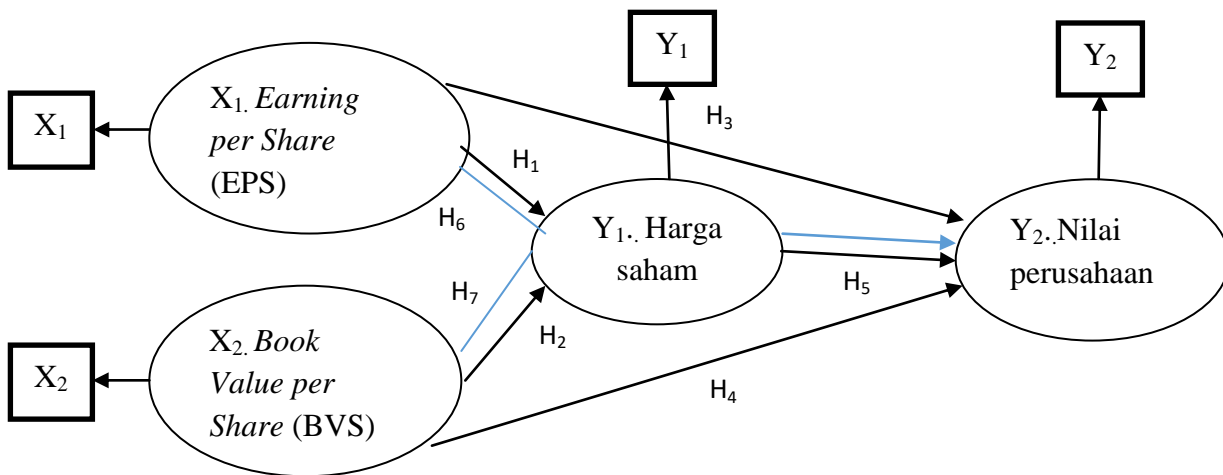 Y₁
Y₂
X₁. Earning
per Share
(EPS)
X₁
H₃
H₁
H₆
Y₁.. Harga
saham
Y₂.. Nilai
perusahaan
H₅
H₇
H₂
X₂. Book
Value per
Share (BVS)
X₂
H₄